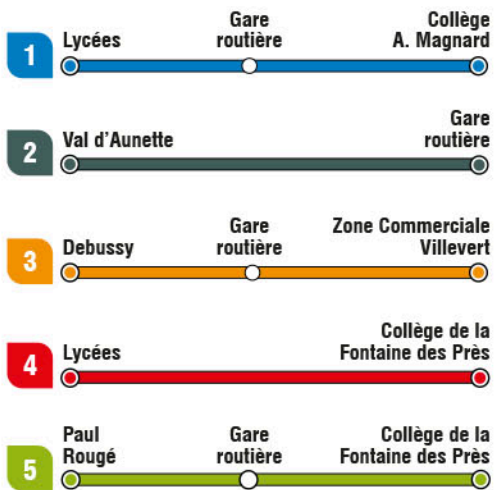 1
Lycées
Gare
routière
Collège
A. Magnard
2
Val d'Aunette
Gare
routière
3
Debussy
Gare
routière
Zone Commerciale
Villevert
4
Lycées
Collège de la
Fontaine des Près
5
Paul
Rougé
Gare
routière
Collège de la
Fontaine des Près